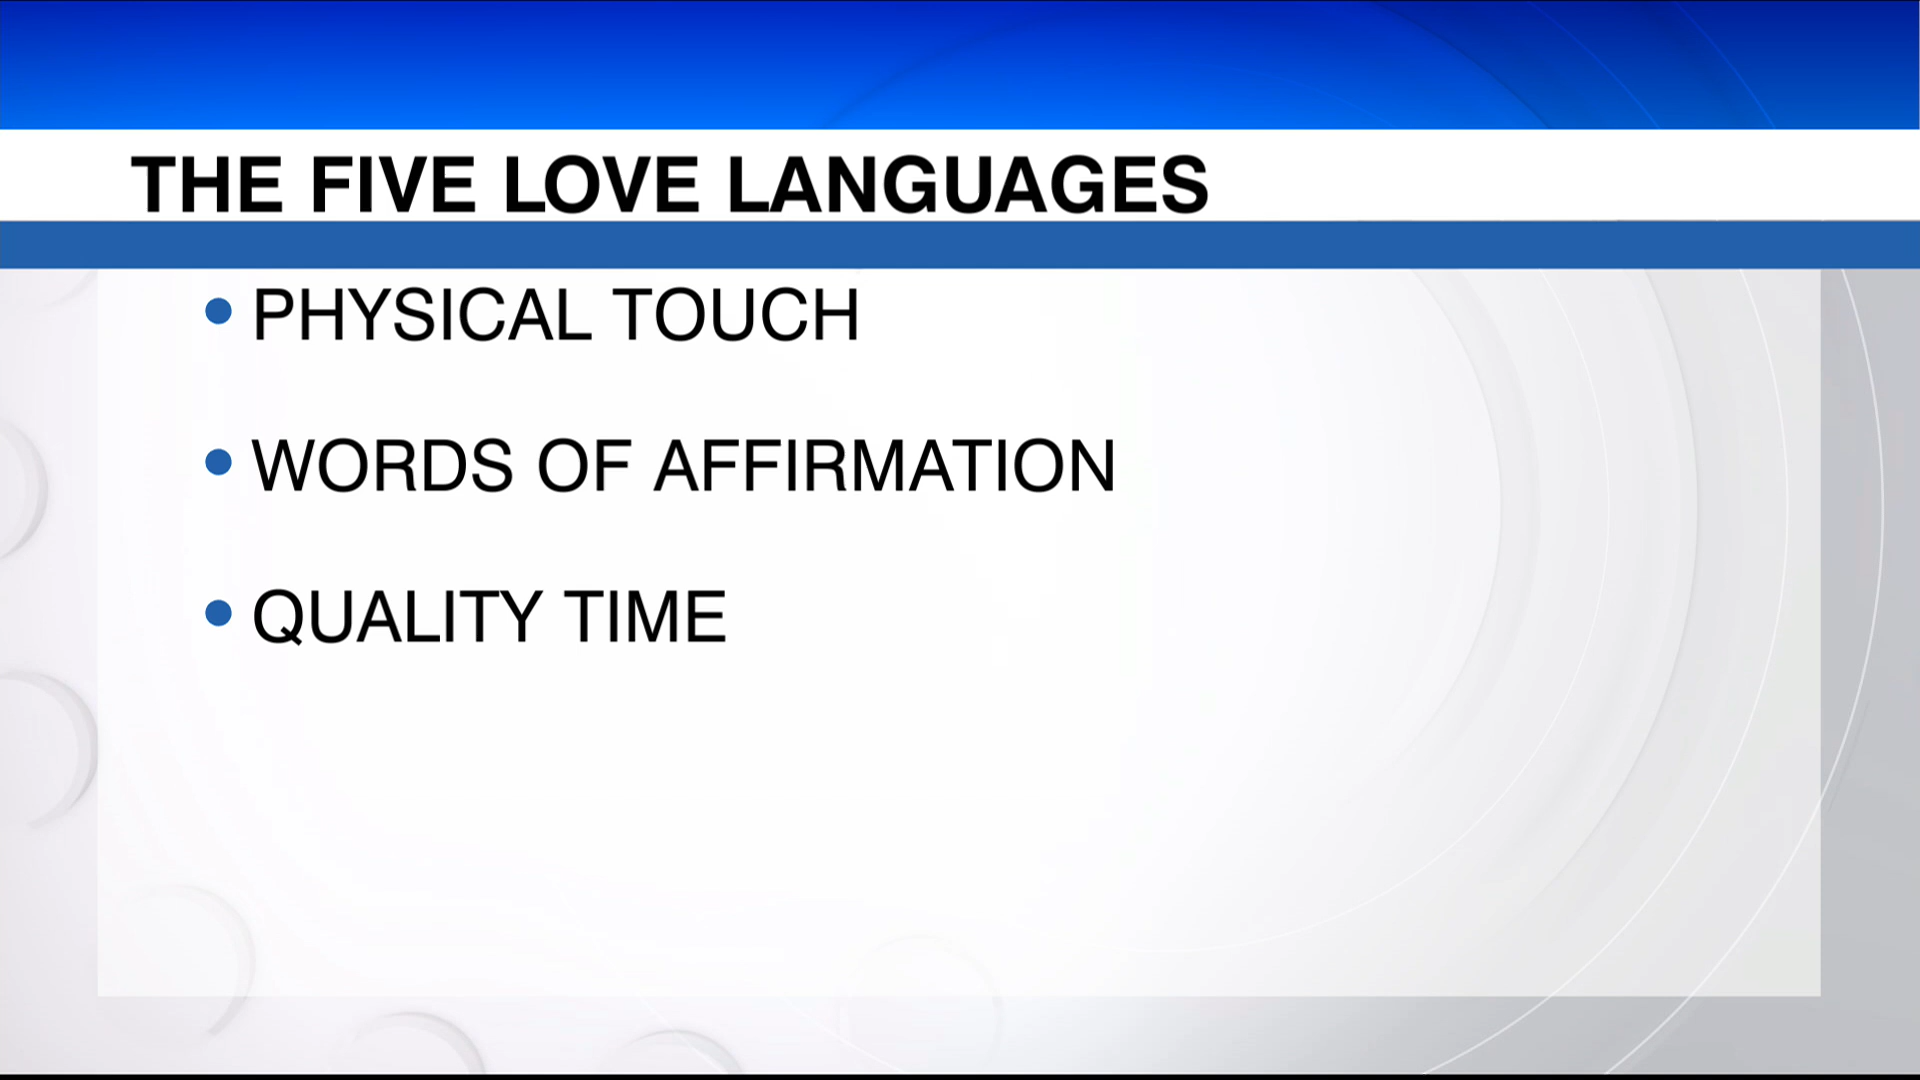 THE FIVE LOVE LANGUAGES
• PHYSICAL TOUCH
• WORDS OF AFFIRMATION
• QUALITY TIME